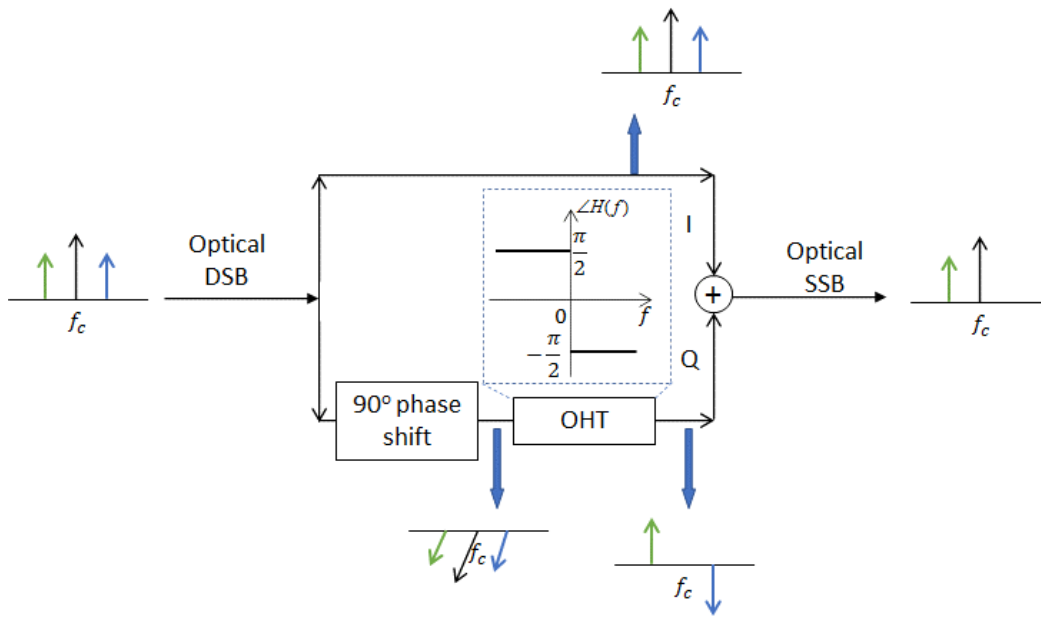 f_c
∠H(f)
π/2
I
Optical
DSB
Optical
SSB
+
f_c
0
f
f_c
−π/2
Q
90° phase
shift
OHT
f_c
f_c